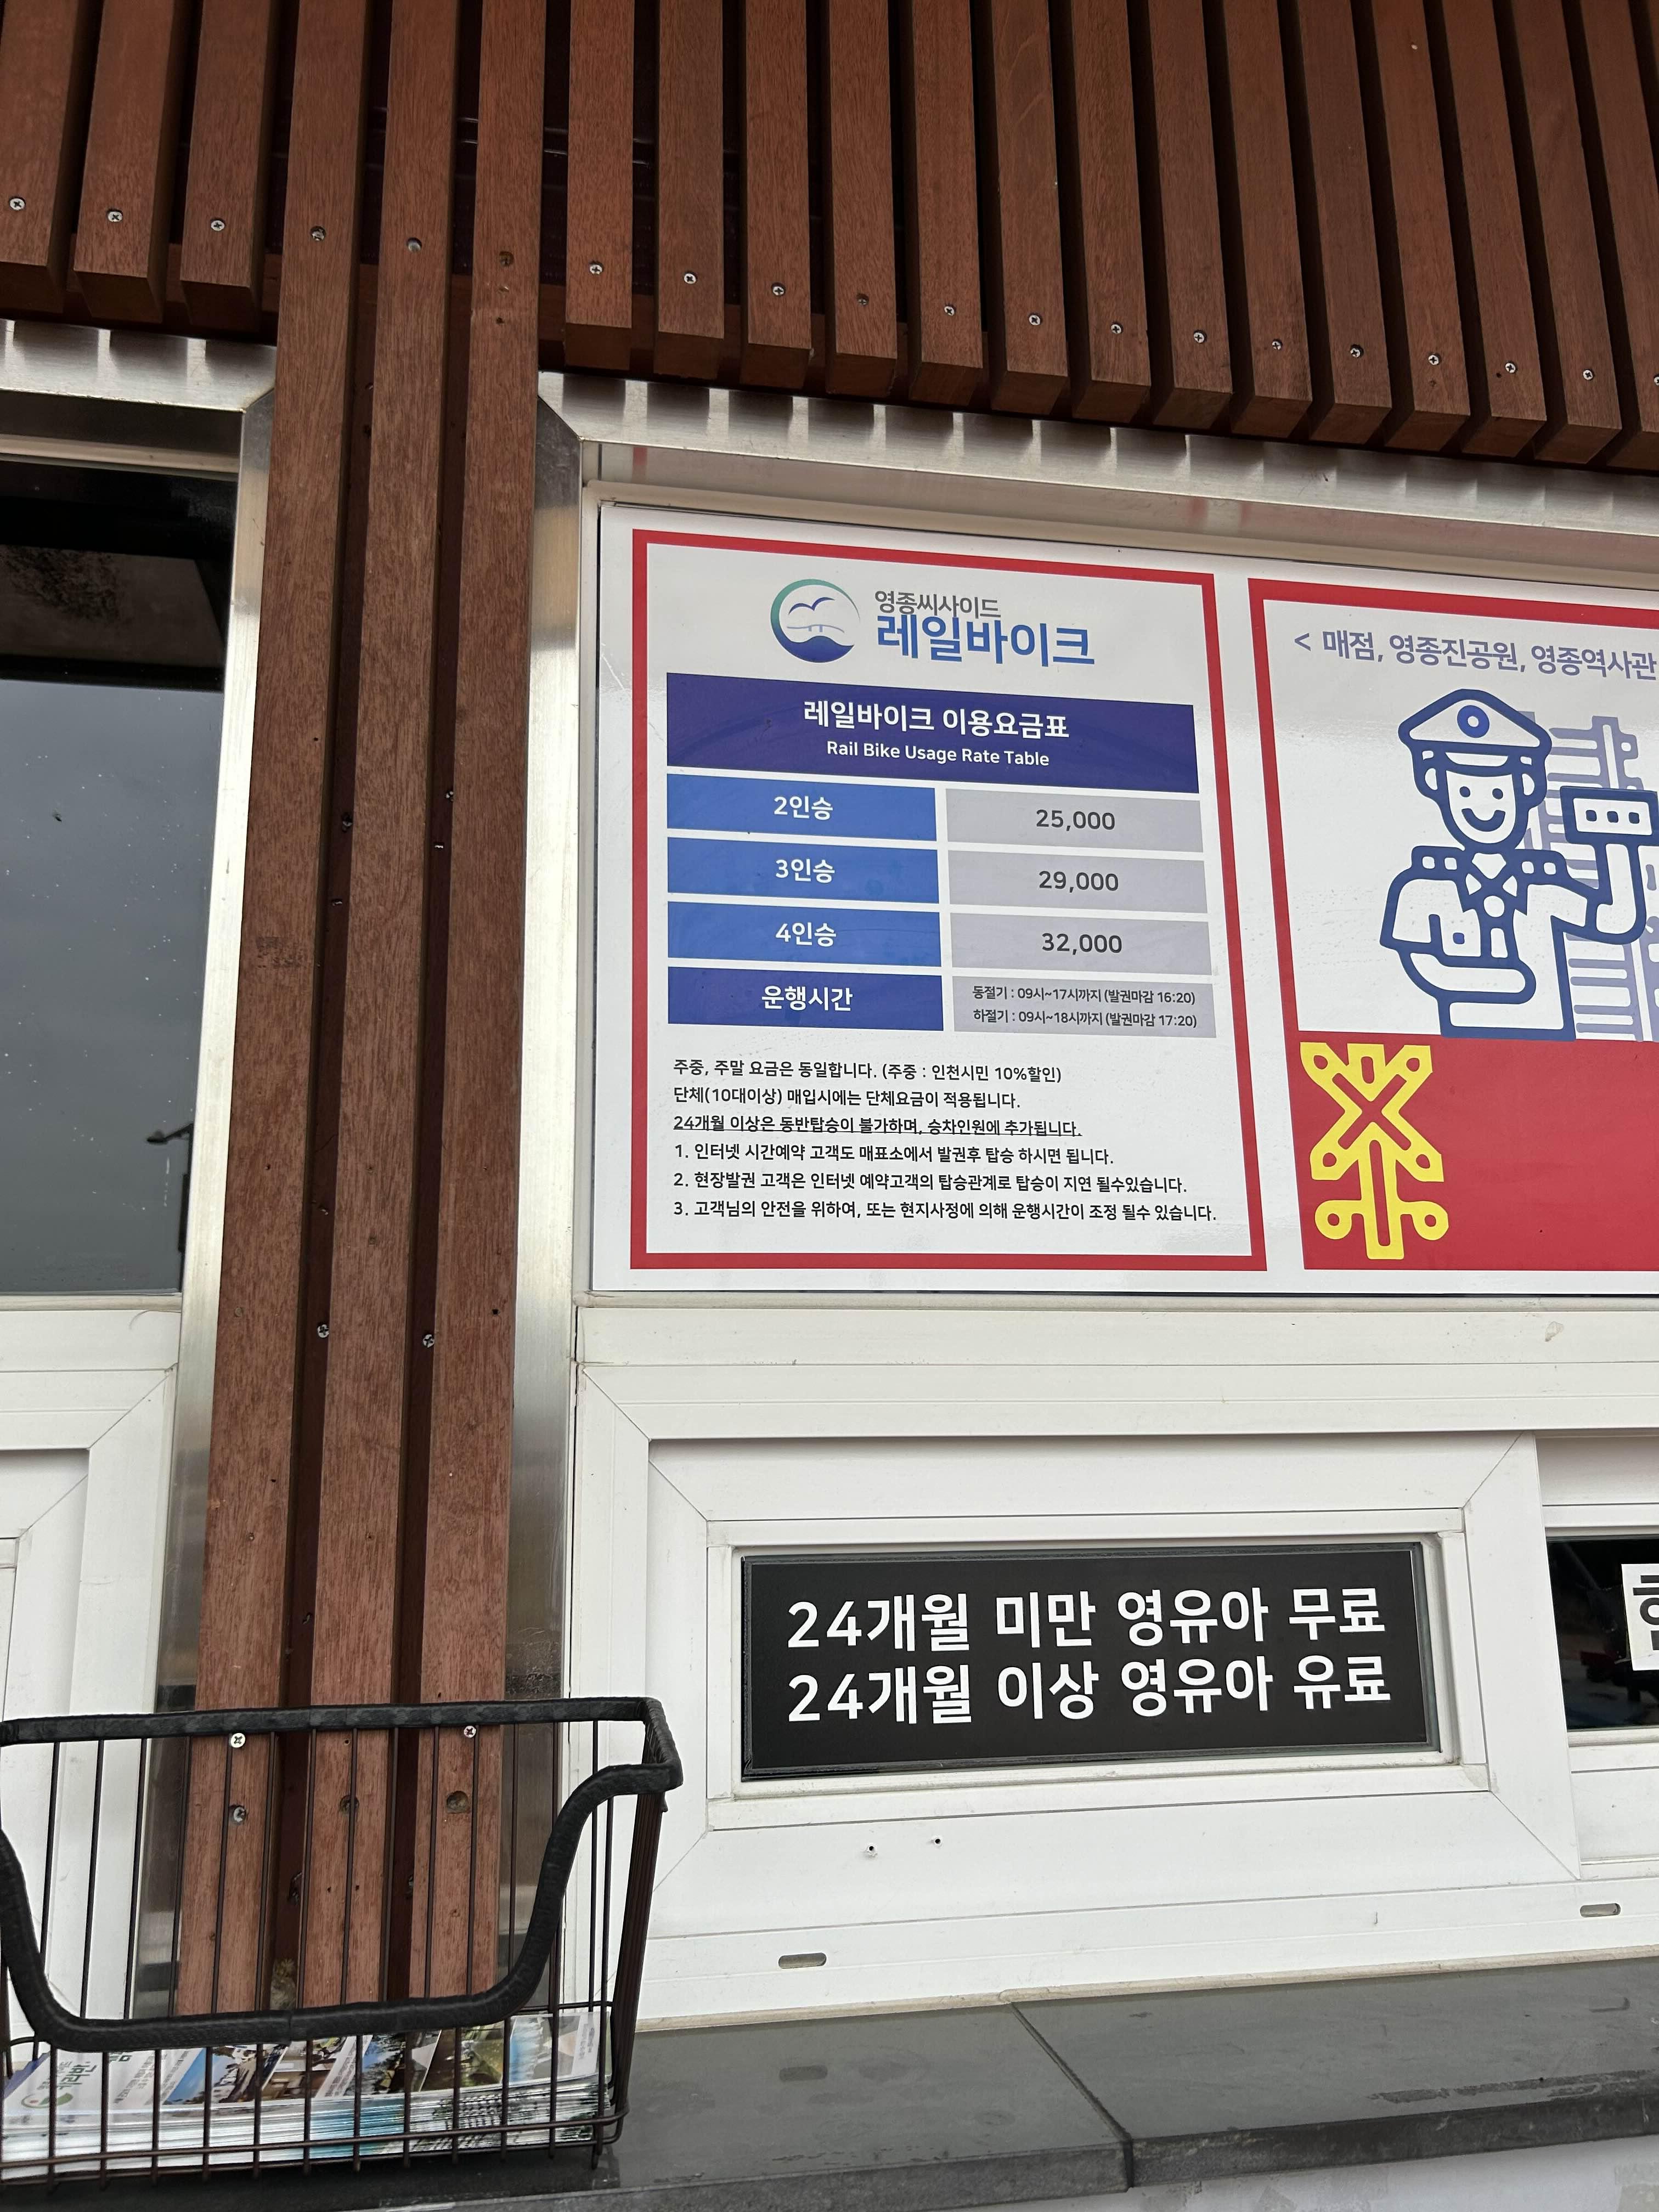 영종씨사이드
레일바이크
레일바이크 이용요금표
Rail Bike Usage Rate Table
2인승 25,000
3인승 29,000
4인승 32,000
운행시간
동절기 : 09시~17시까지 (발권마감 16:20)
하절기 : 09시~18시까지 (발권마감 17:20)
주중, 주말 요금은 동일합니다. (주중 : 인천시민 10%할인)
단체(10대이상) 매입시에는 단체요금이 적용됩니다.
24개월 이상은 동반탑승이 불가하며, 승차인원에 추가됩니다.
1. 인터넷 시간예약 고객도 매표소에서 발권후 탑승 하시면 됩니다.
2. 현장발권 고객은 인터넷 예약고객의 탑승관계로 탑승이 지연 될수있습니다.
3. 고객님의 안전을 위하여, 또는 현지사정에 의해 운행시간이 조정 될수 있습니다.
< 매점, 영종진공원, 영종역사관
24개월 미만 영유아 무료
24개월 이상 영유아 유료